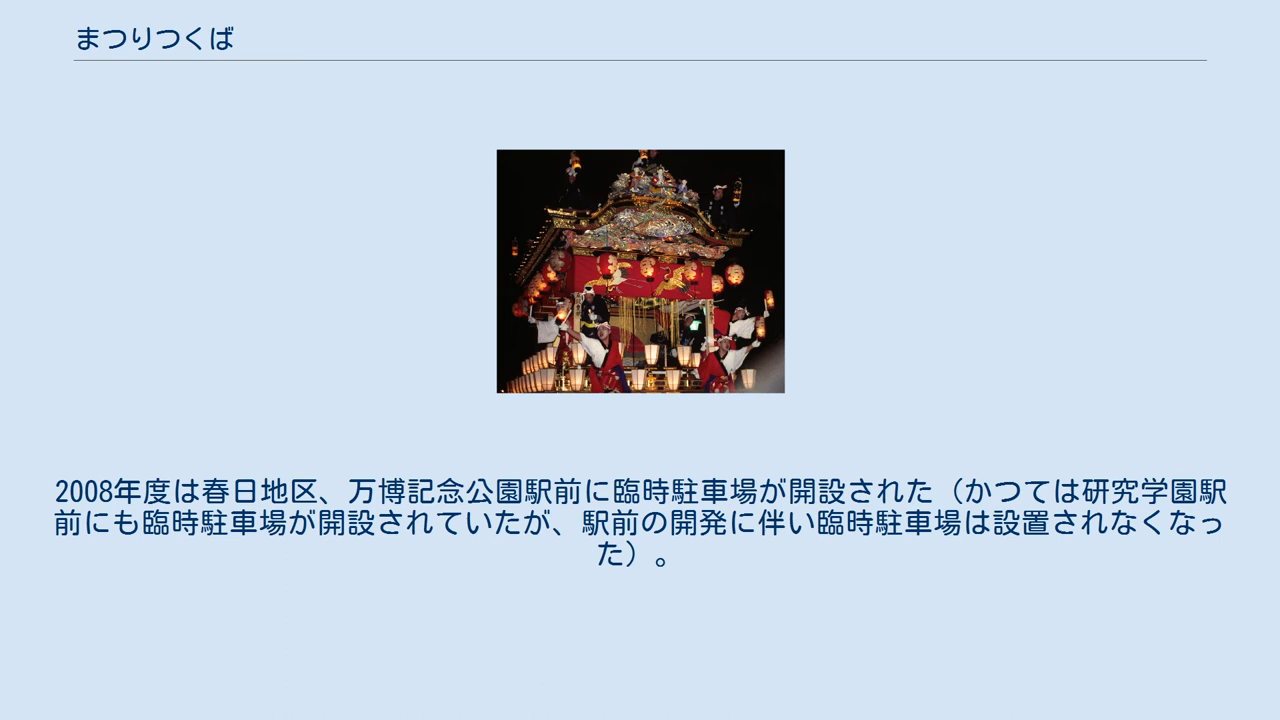 まつりつくば
2008年度は春日地区、万博記念公園駅前に臨時駐車場が開設された（かつては研究学園駅
前にも臨時駐車場が開設されていたが、駅前の開発に伴い臨時駐車場は設置されなくなっ
た）。